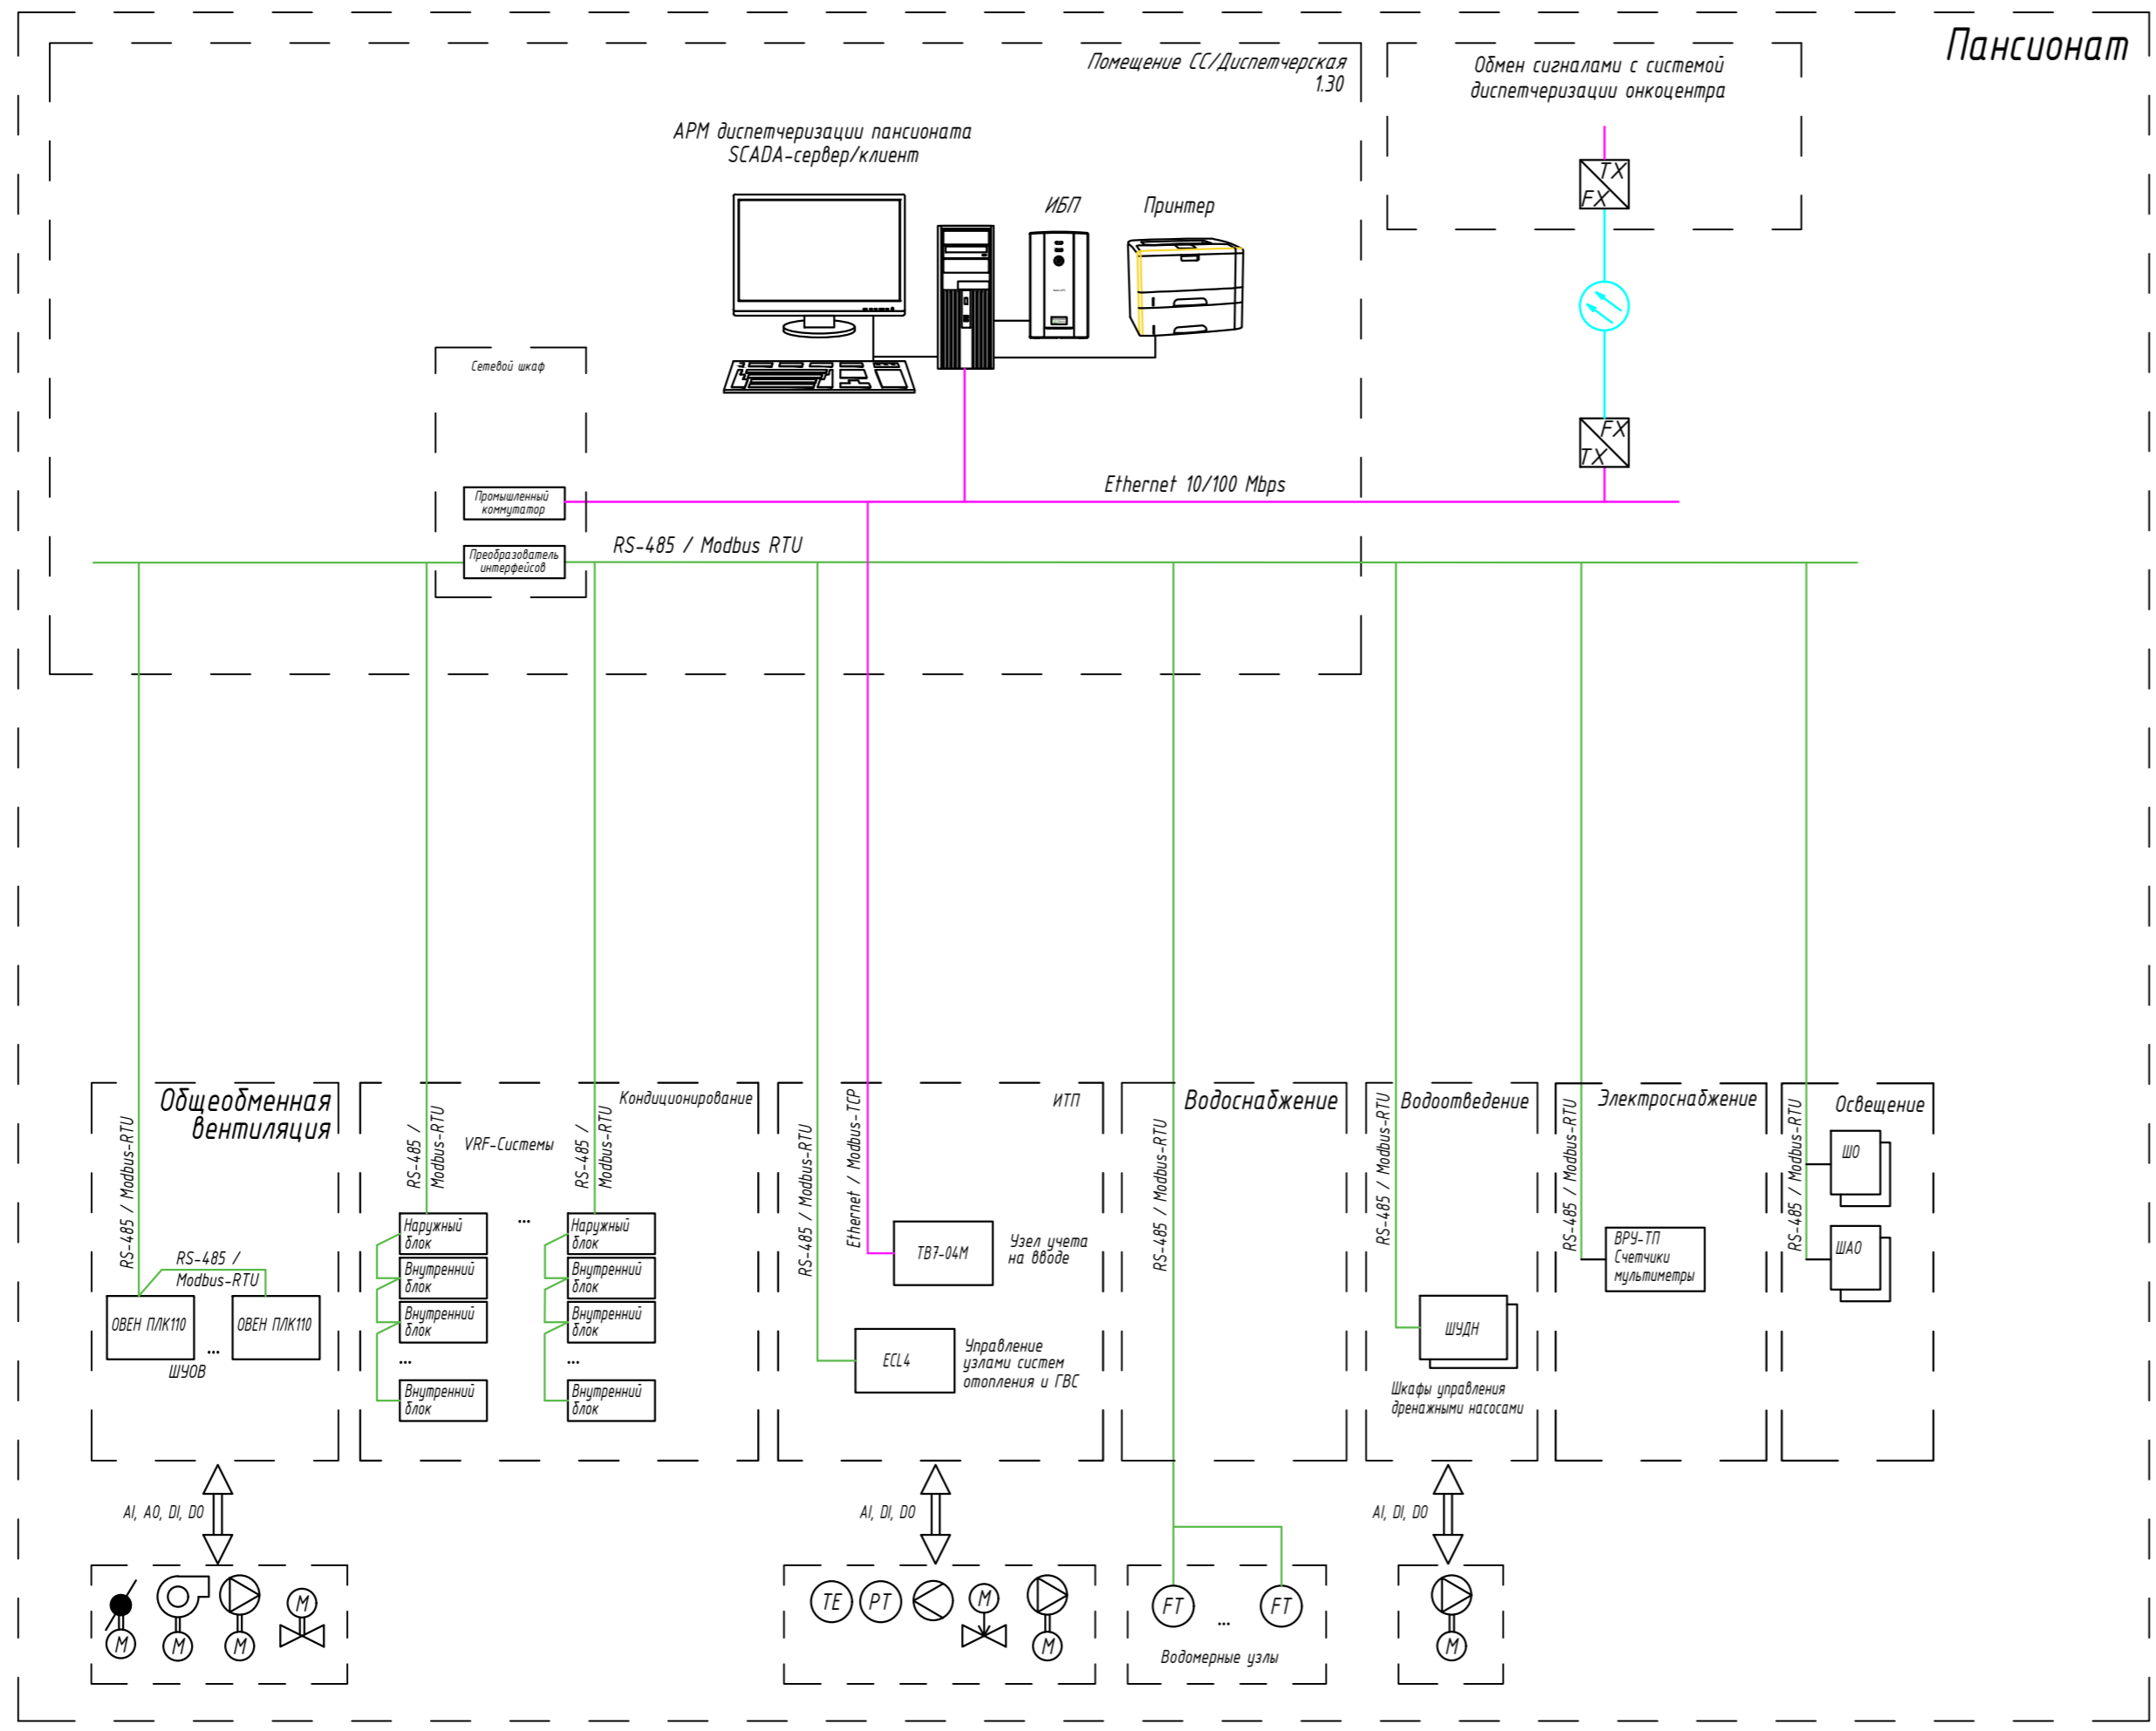 Пансионат
Помещение СС/Диспетчерская
1.30
Обмен сигналами с системой
диспетчеризации онкоцентра
АРМ диспетчеризации пансионата
SCADA-сервер/клиент
ИБП
Принтер
TX
FX
FX
TX
Сетевой шкаф
Промышленный
коммутатор
Ethernet 10/100 Mbps
Преобразователь
интерфейсов
RS-485 / Modbus RTU
Общеобменная
вентиляция
RS-485 / Modbus-RTU
RS-485 /
Modbus-RTU
ОВЕН ПЛК110
...
ОВЕН ПЛК110
ШУОВ
Кондиционирование
VRF-Системы
RS-485 /
Modbus-RTU
RS-485 /
Modbus-RTU
Наружный
блок
Внутренний
блок
Внутренний
блок
...
Внутренний
блок
...
Наружный
блок
Внутренний
блок
Внутренний
блок
...
Внутренний
блок
ИТП
RS-485 / Modbus-RTU
Ethernet / Modbus-TCP
ТВ7-04М
Узел учета
на вводе
ECL4
Управление
узлами систем
отопления и ГВС
Водоснабжение
RS-485 / Modbus-RTU
Водоотведение
RS-485 / Modbus-RTU
ШУДН
Шкафы управления
дренажными насосами
Электроснабжение
RS-485 / Modbus-RTU
ВРУ-ТП
Счетчики
мультиметры
Освещение
RS-485 / Modbus-RTU
ШО
ШАО
AI, AO, DI, DO
AI, DI, DO
AI, DI, DO
M
M
M
M
TE
PT
M
M
FT
...
FT
Водомерные узлы
M